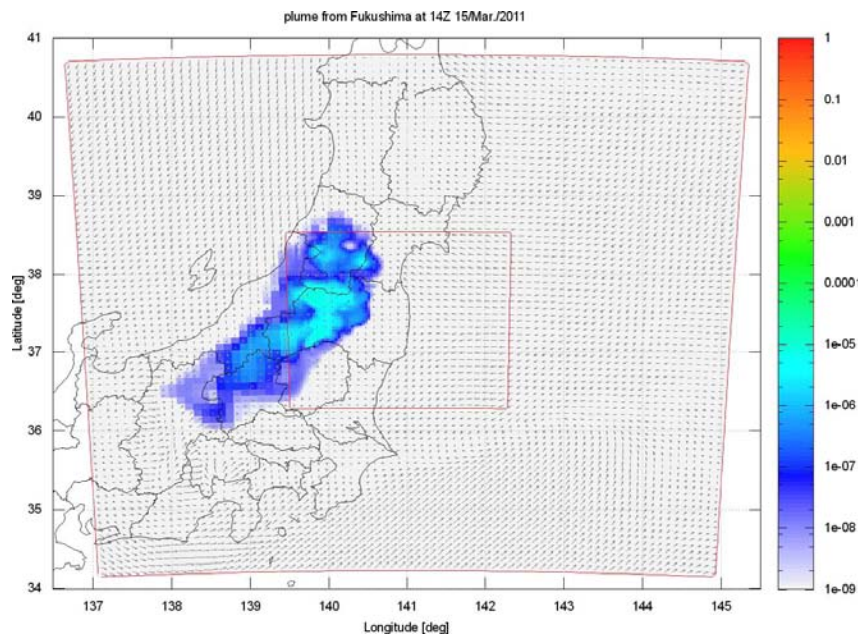 plume from Fukushima at 14Z 15/Mar./2011
41
40
39
38
37
36
35
34
Latitude [deg]
137
138
139
140
141
142
143
144
145
Longitude [deg]
1
0.1
0.01
0.001
0.0001
1e-05
1e-06
1e-07
1e-08
1e-09